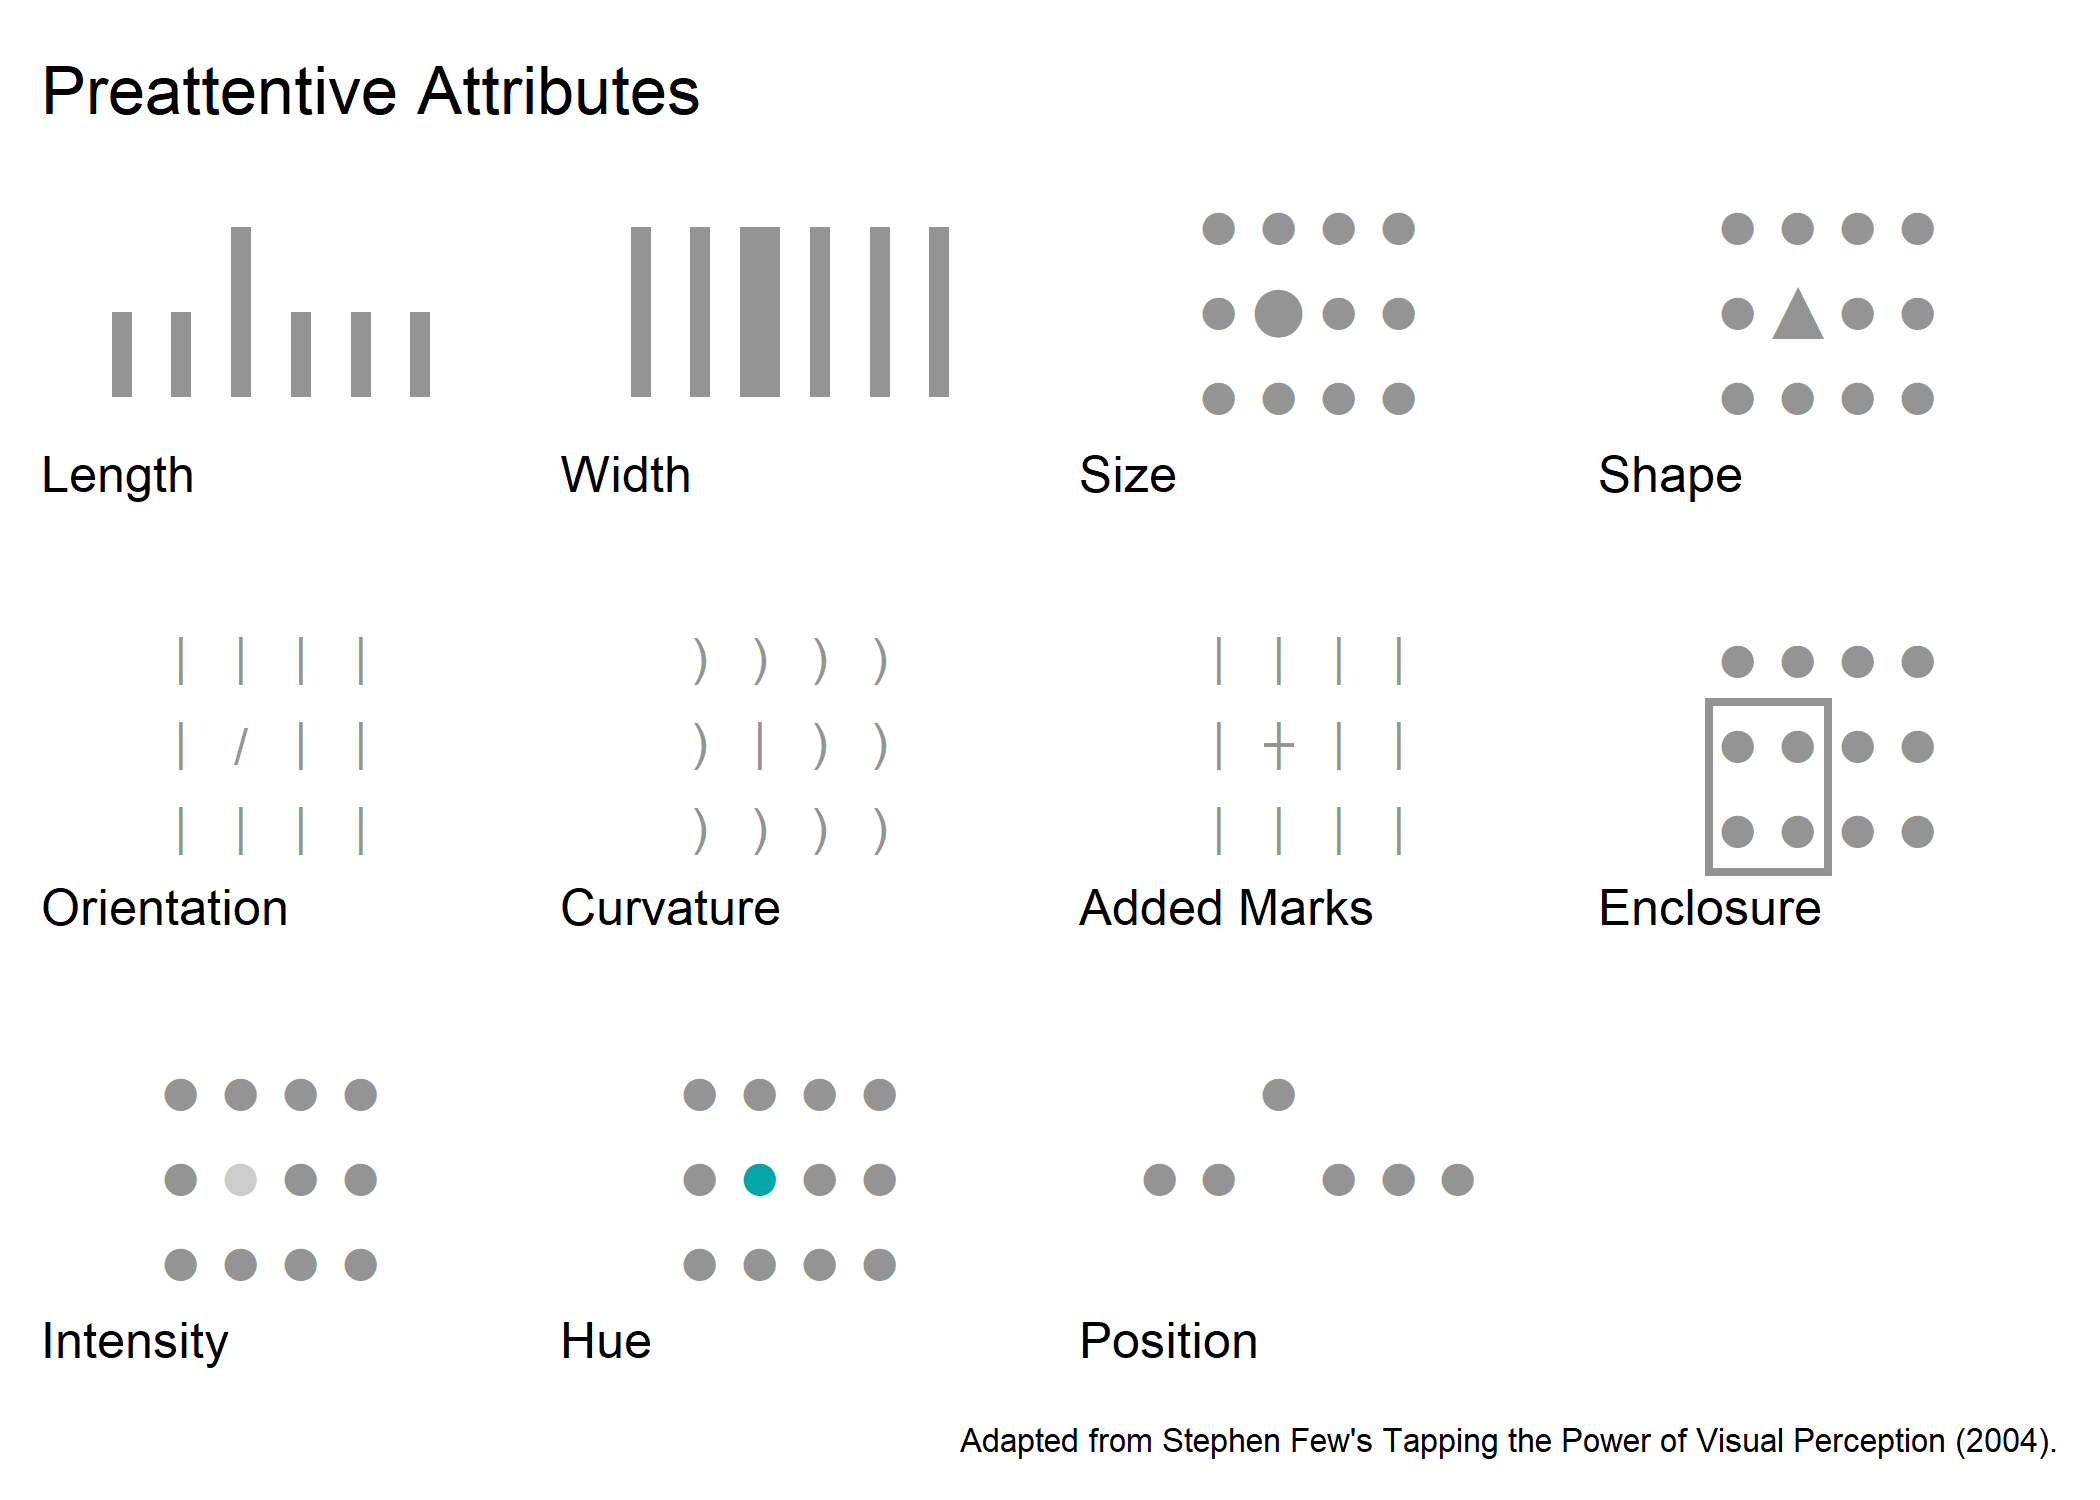 Preattentive Attributes
Length
Width
Size
Shape
Orientation
Curvature
Added Marks
Enclosure
Intensity
Hue
Position
Adapted from Stephen Few's Tapping the Power of Visual Perception (2004).